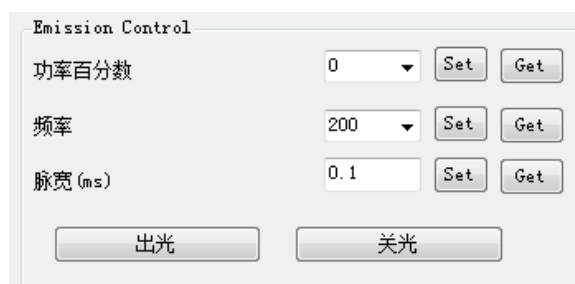 Emission Control
功率百分数 0 Set Get
频率 200 Set Get
脉宽(ms) 0.1 Set Get
出光 关光